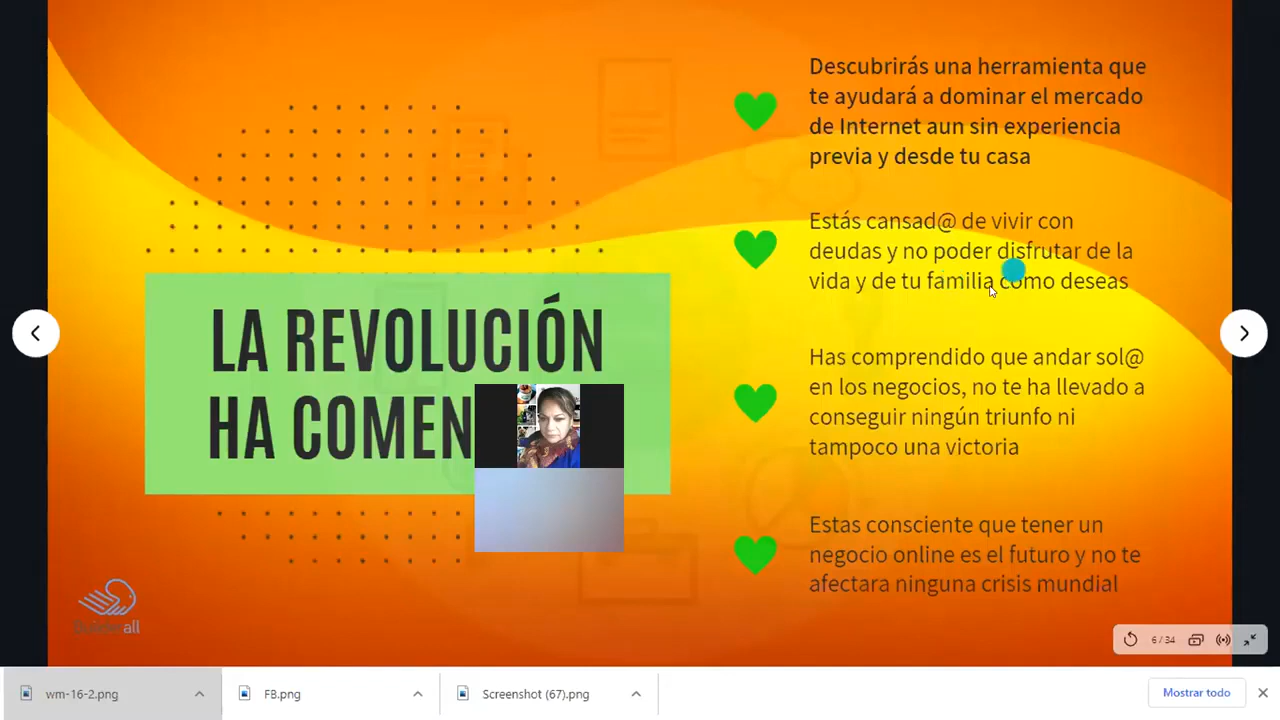 LA REVOLUCIÓN
HA COMEN
Descubrirás una herramienta que
te ayudará a dominar el mercado
de Internet aun sin experiencia
previa y desde tu casa
Estás cansad@ de vivir con
deudas y no poder disfrutar de la
vida y de tu familia como deseas
Has comprendido que andar sol@
en los negocios, no te ha llevado a
conseguir ningún triunfo ni
tampoco una victoria
Estas consciente que tener un
negocio online es el futuro y no te
afectara ninguna crisis mundial
6 / 34
wm-16-2.png
FB.png
Screenshot (67).png
Mostrar todo